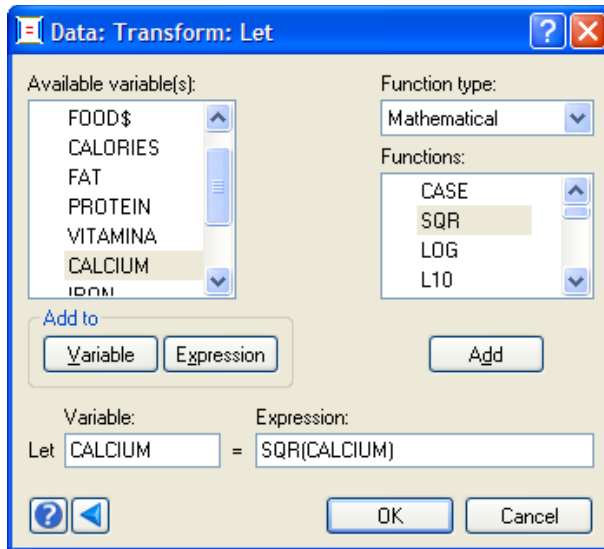 Data: Transform: Let
Available variable(s):
FOOD$
CALORIES
FAT
PROTEIN
VITAMINA
CALCIUM
IRON
Function type:
Mathematical
Functions:
CASE
SQR
LOG
L10
Add to
Variable Expression
Add
Variable: Expression:
Let CALCIUM = SQR(CALCIUM)
OK Cancel